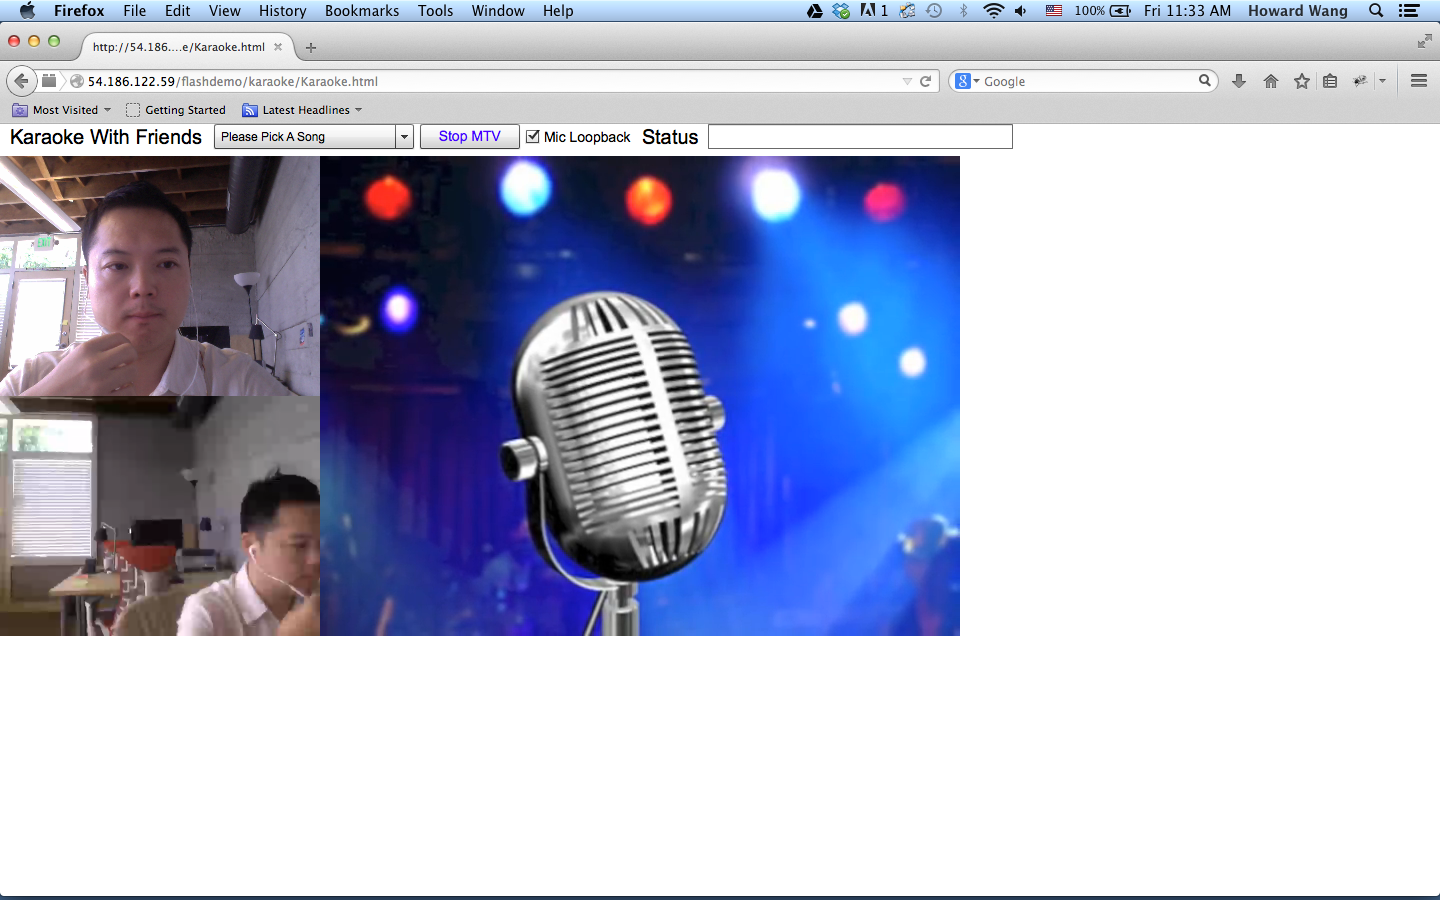 Firefox File Edit View History Bookmarks Tools Window Help 1 100% Fri 11:33 AM Howard Wang
http://54.186....e/Karaoke.html
54.186.122.59/flashdemo/karaoke/Karaoke.html Google
Most Visited Getting Started Latest Headlines
Karaoke With Friends Please Pick A Song Stop MTV Mic Loopback Status
EXIT